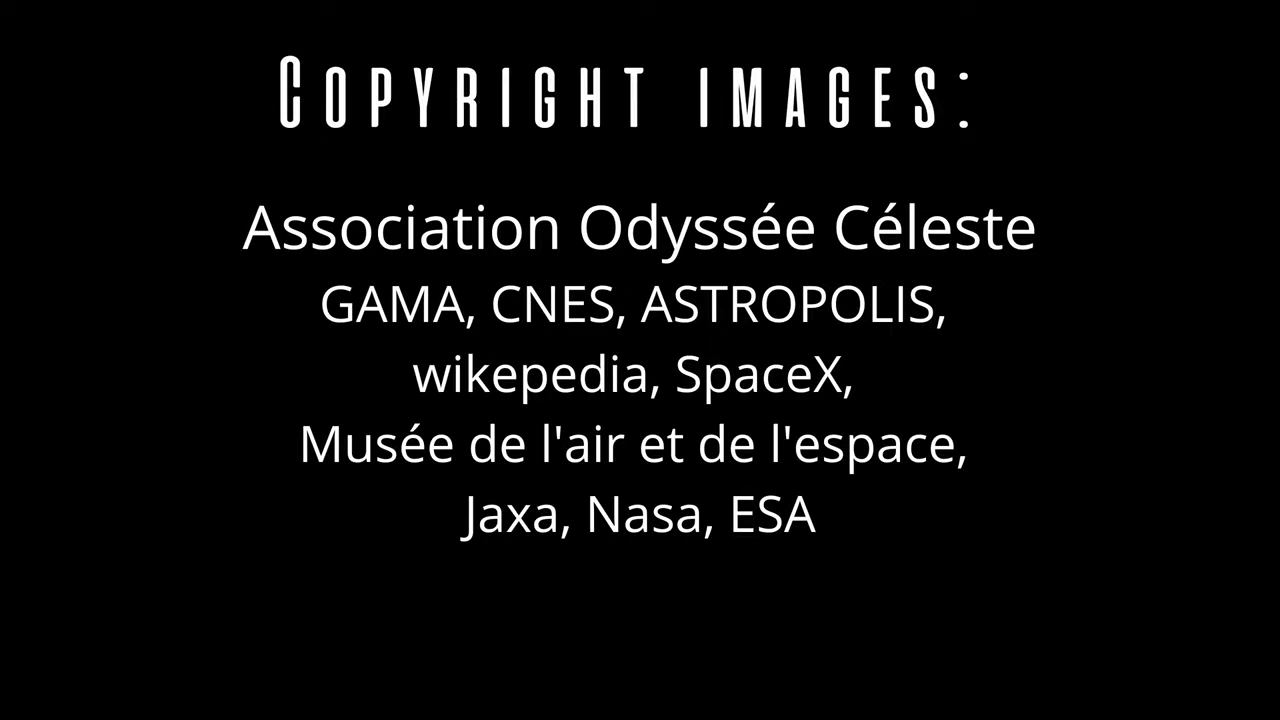 Copyright images:
Association Odyssée Céleste
GAMA, CNES, ASTROPOLIS,
wikepedia, SpaceX,
Musée de l'air et de l'espace,
Jaxa, Nasa, ESA